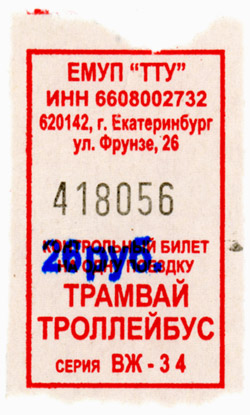 ЕМУП "ТТУ"
ИНН 6608002732
620142, г. Екатеринбург
ул. Фрунзе, 26
418056
КОНТРОЛЬНЫЙ БИЛЕТ
26 руб.
НА ОДНУ ПОЕЗДКУ
ТРАМВАЙ
ТРОЛЛЕЙБУС
СЕРИЯ ВЖ - 34